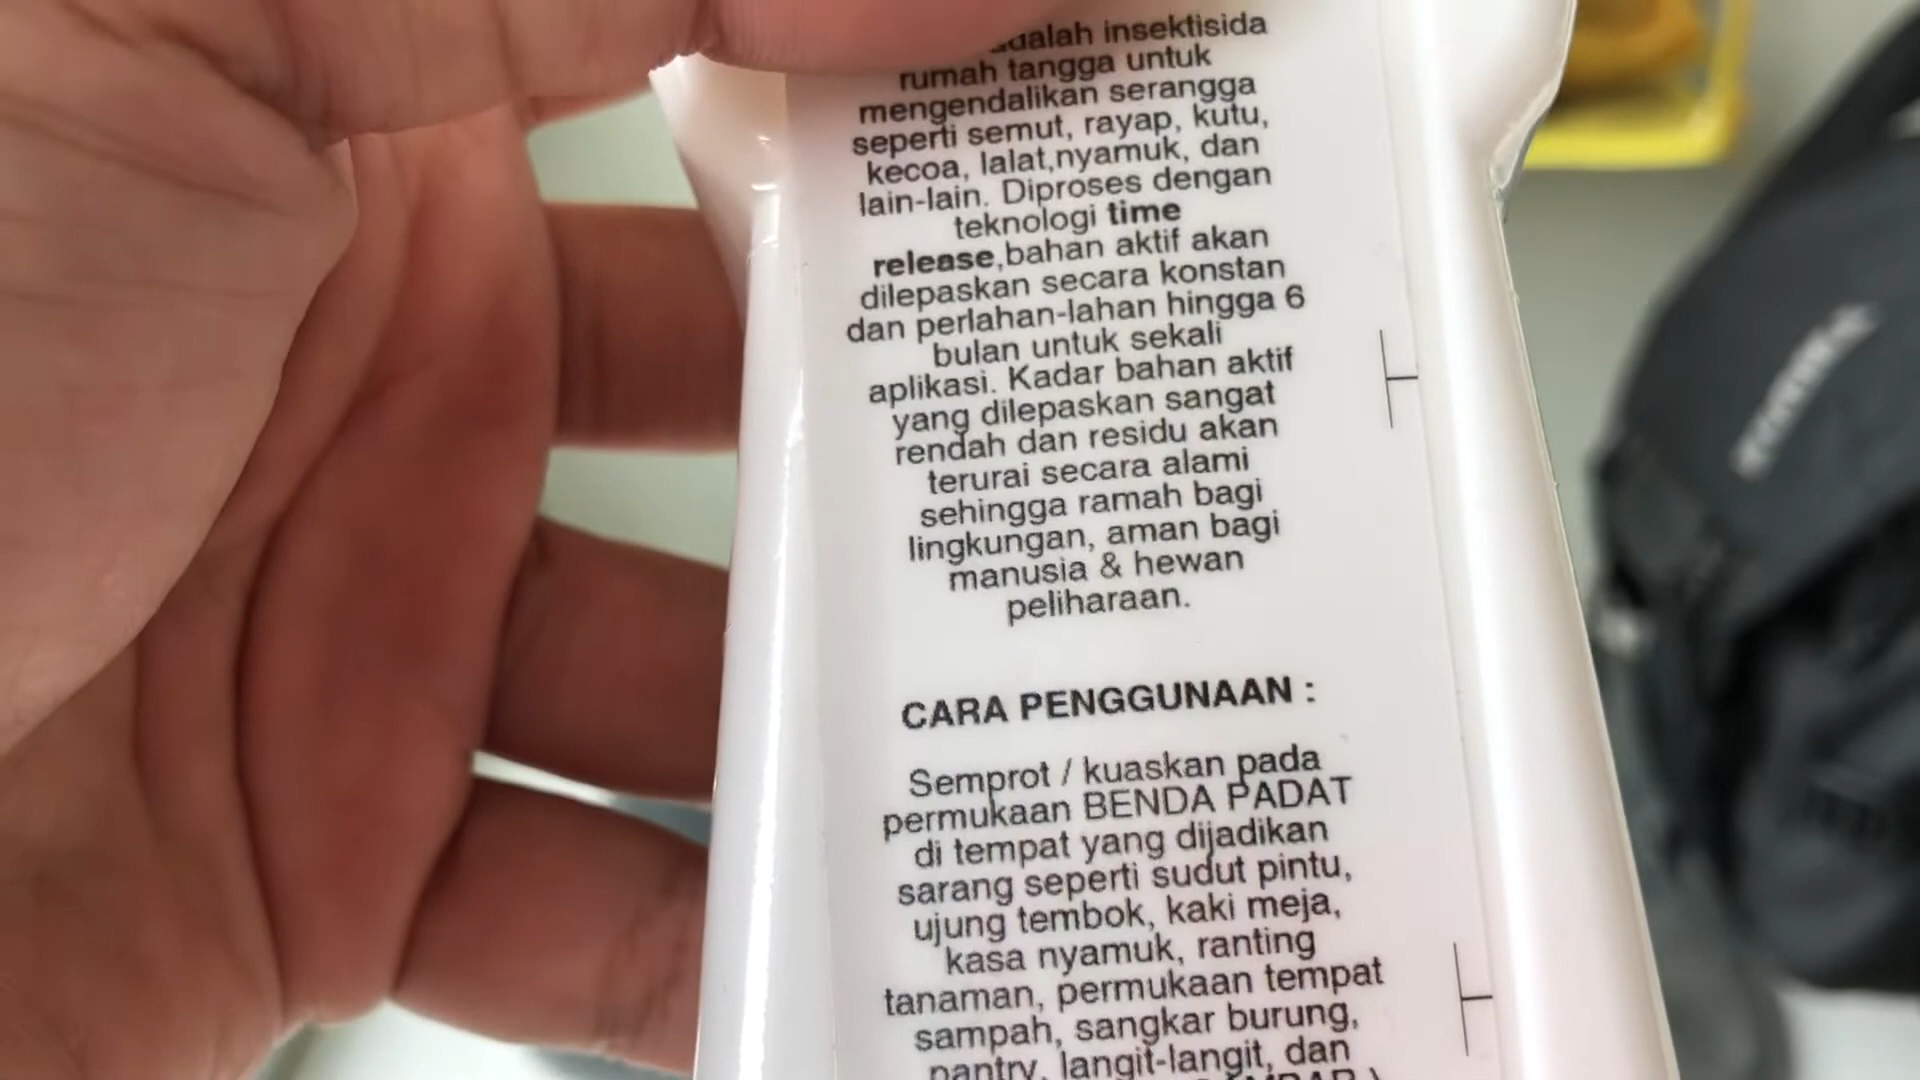 adalah insektisida
rumah tangga untuk
mengendalikan serangga
seperti semut, rayap, kutu,
kecoa, lalat,nyamuk, dan
lain-lain. Diproses dengan
teknologi time
release,bahan aktif akan
dilepaskan secara konstan
dan perlahan-lahan hingga 6
bulan untuk sekali
aplikasi. Kadar bahan aktif
yang dilepaskan sangat
rendah dan residu akan
terurai secara alami
sehingga ramah bagi
lingkungan, aman bagi
manusia & hewan
peliharaan.
CARA PENGGUNAAN :
Semprot / kuaskan pada
permukaan BENDA PADAT
di tempat yang dijadikan
sarang seperti sudut pintu,
ujung tembok, kaki meja,
kasa nyamuk, ranting
tanaman, permukaan tempat
sampah, sangkar burung,
pantry, langit-langit, dan